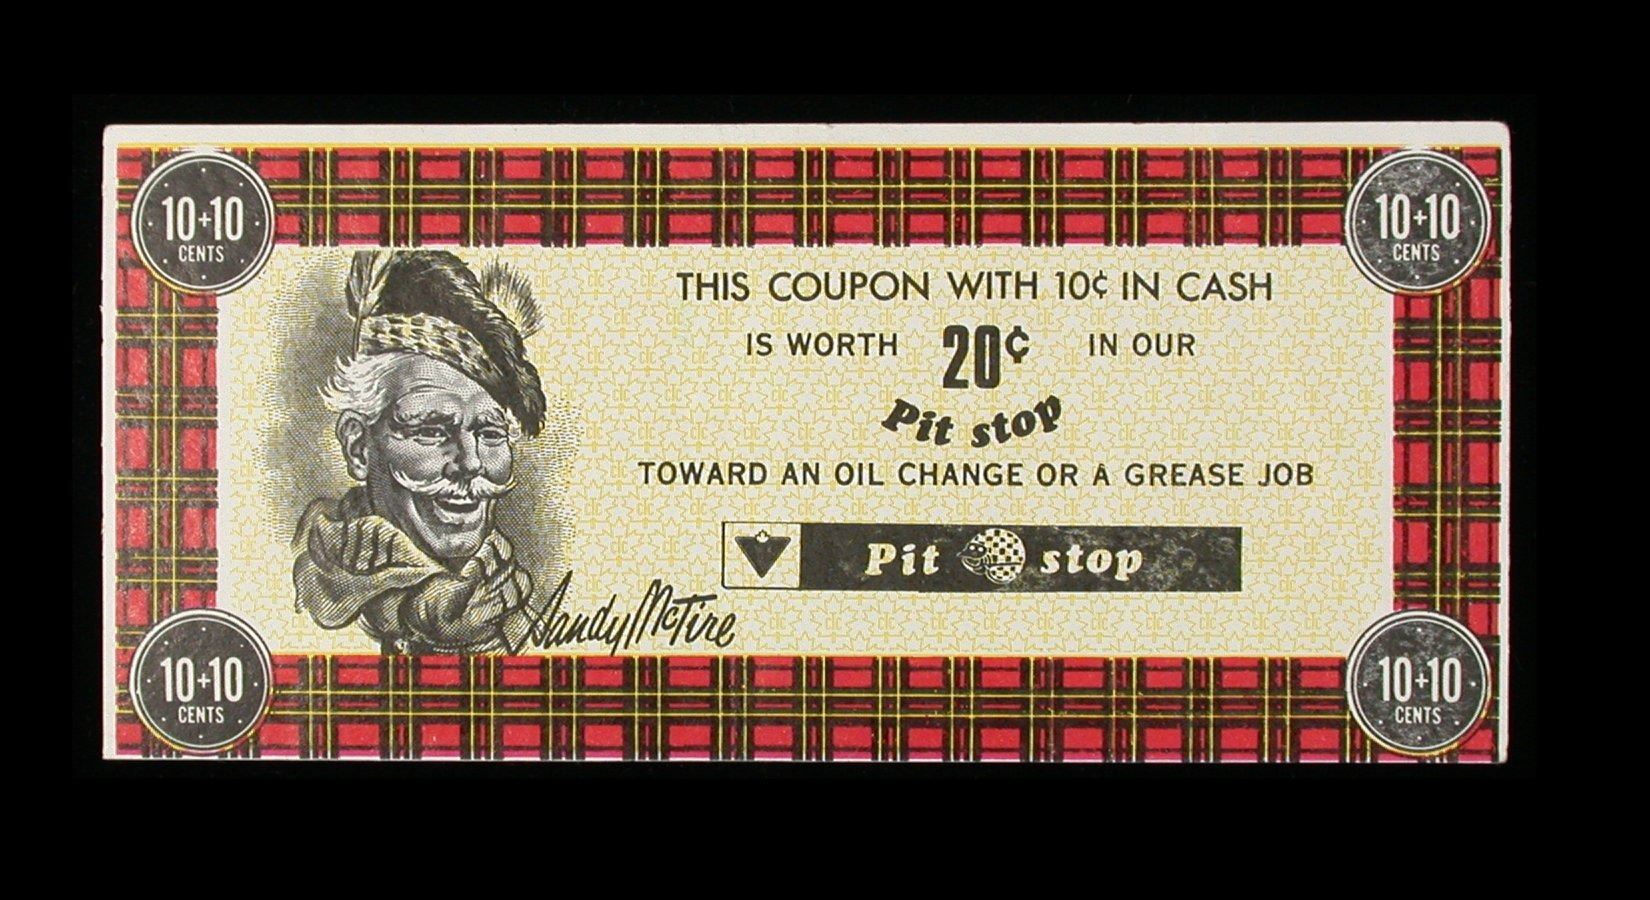 10+10
CENTS
10+10
CENTS
THIS COUPON WITH 10¢ IN CASH
IS WORTH 20¢ IN OUR
Pit stop
TOWARD AN OIL CHANGE OR A GREASE JOB
Pit stop
Sandy McTire
10+10
CENTS
10+10
CENTS